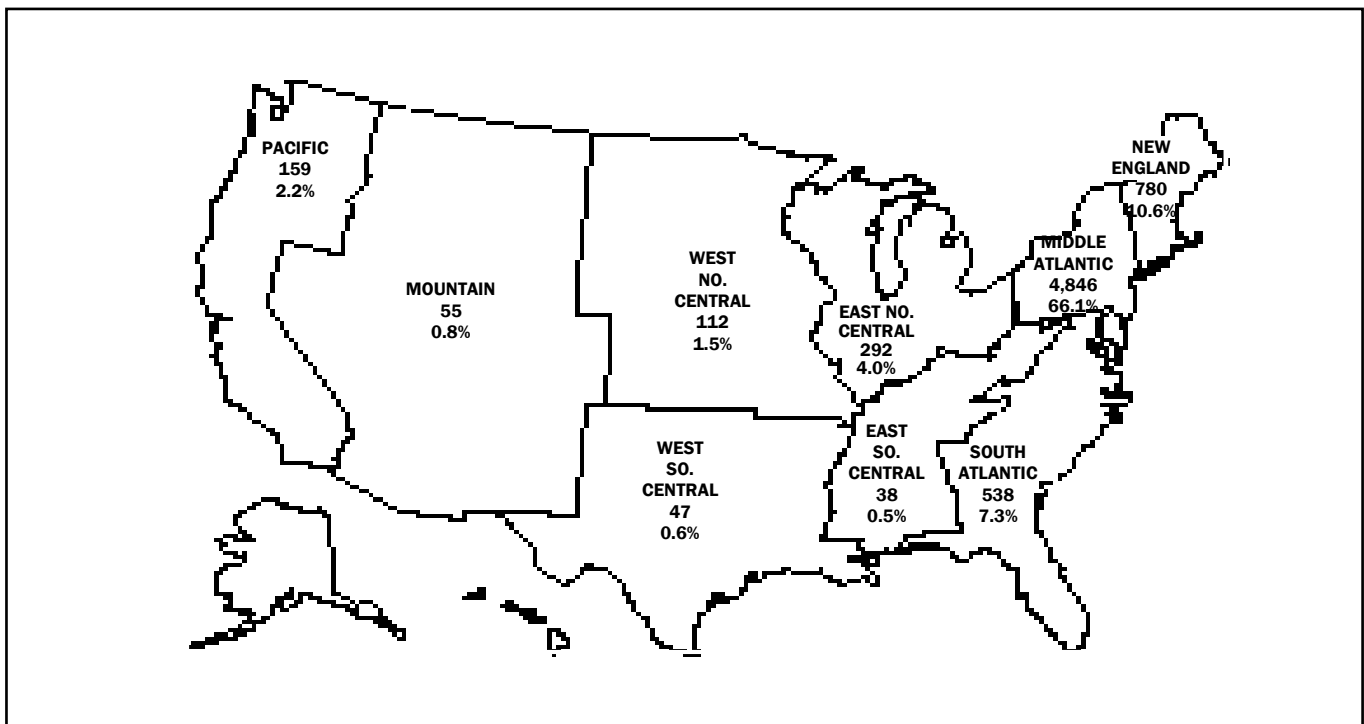 PACIFIC
159
2.2%
MOUNTAIN
55
0.8%
WEST
NO.
CENTRAL
112
1.5%
EAST NO.
CENTRAL
292
4.0%
NEW
ENGLAND
780
10.6%
MIDDLE
ATLANTIC
4,846
66.1%
WEST
SO.
CENTRAL
47
0.6%
EAST
SO.
CENTRAL
38
0.5%
SOUTH
ATLANTIC
538
7.3%